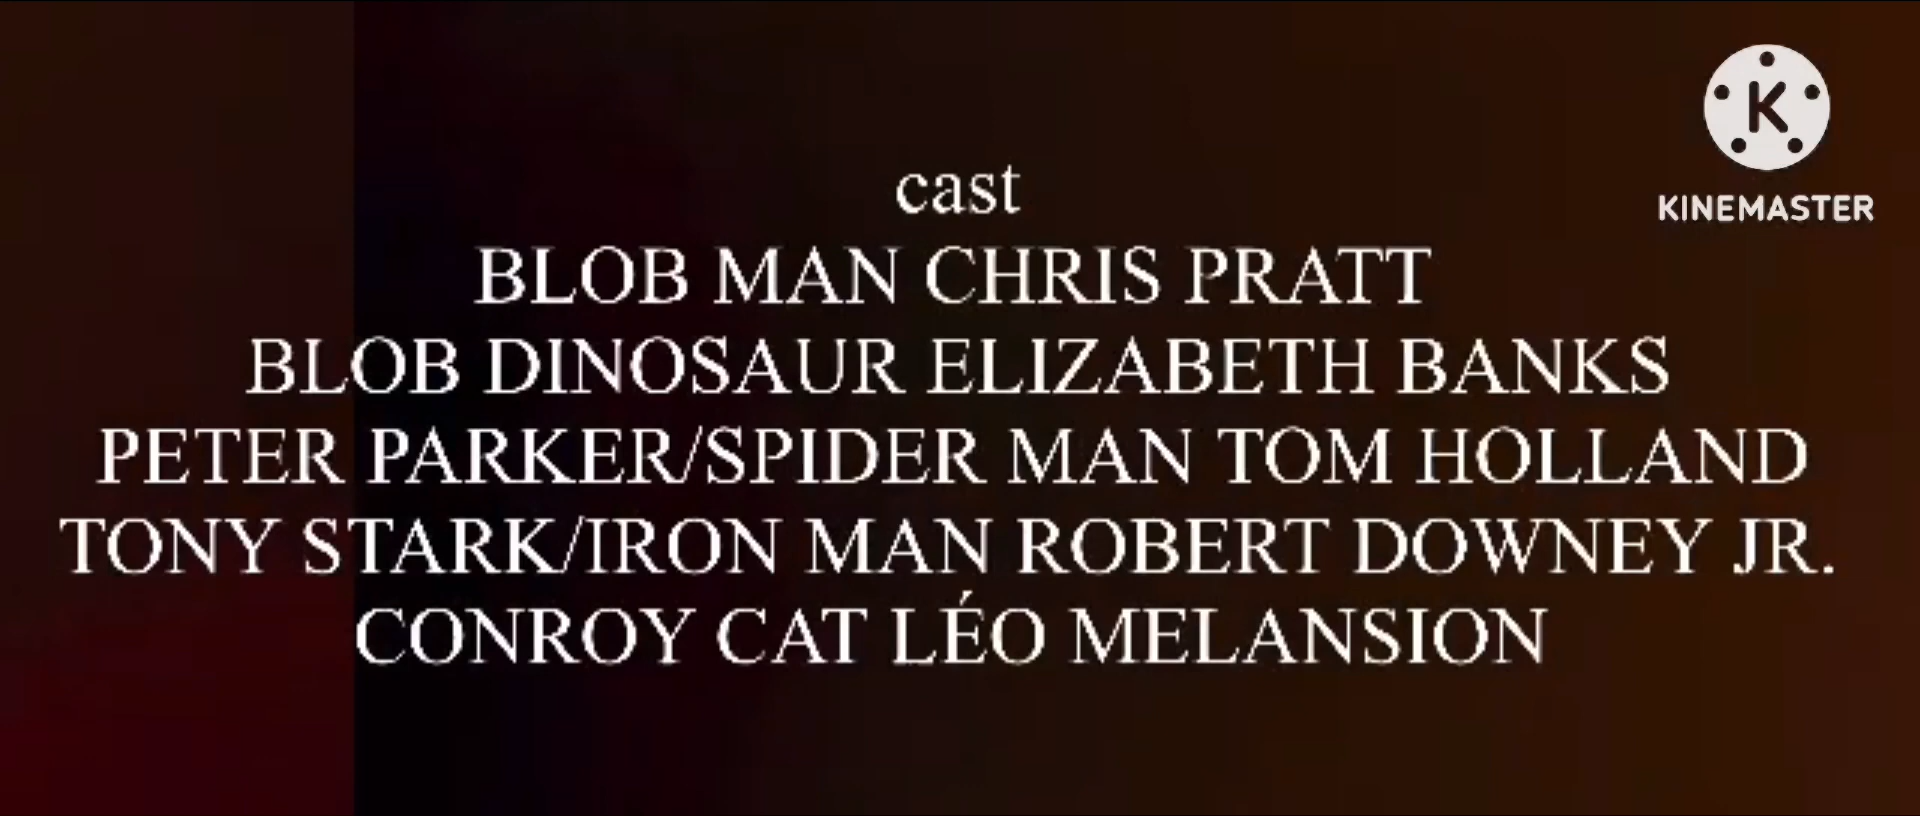 cast
BLOB MAN CHRIS PRATT
BLOB DINOSAUR ELIZABETH BANKS
PETER PARKER/SPIDER MAN TOM HOLLAND
TONY STARK/IRON MAN ROBERT DOWNEY JR.
CONROY CAT LÉO MELANSION
K
KINEMASTER